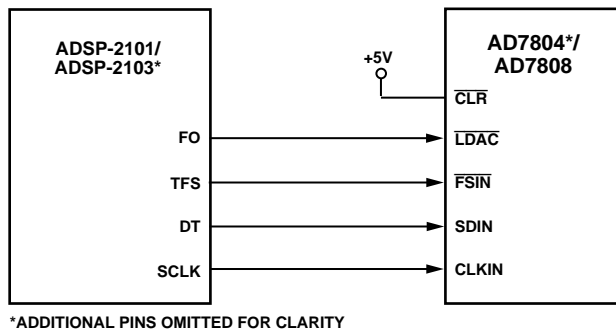 ADSP-2101/
ADSP-2103*
FO
TFS
DT
SCLK
+5V
AD7804*/
AD7808
CLR
LDAC
FSIN
SDIN
CLKIN
*ADDITIONAL PINS OMITTED FOR CLARITY